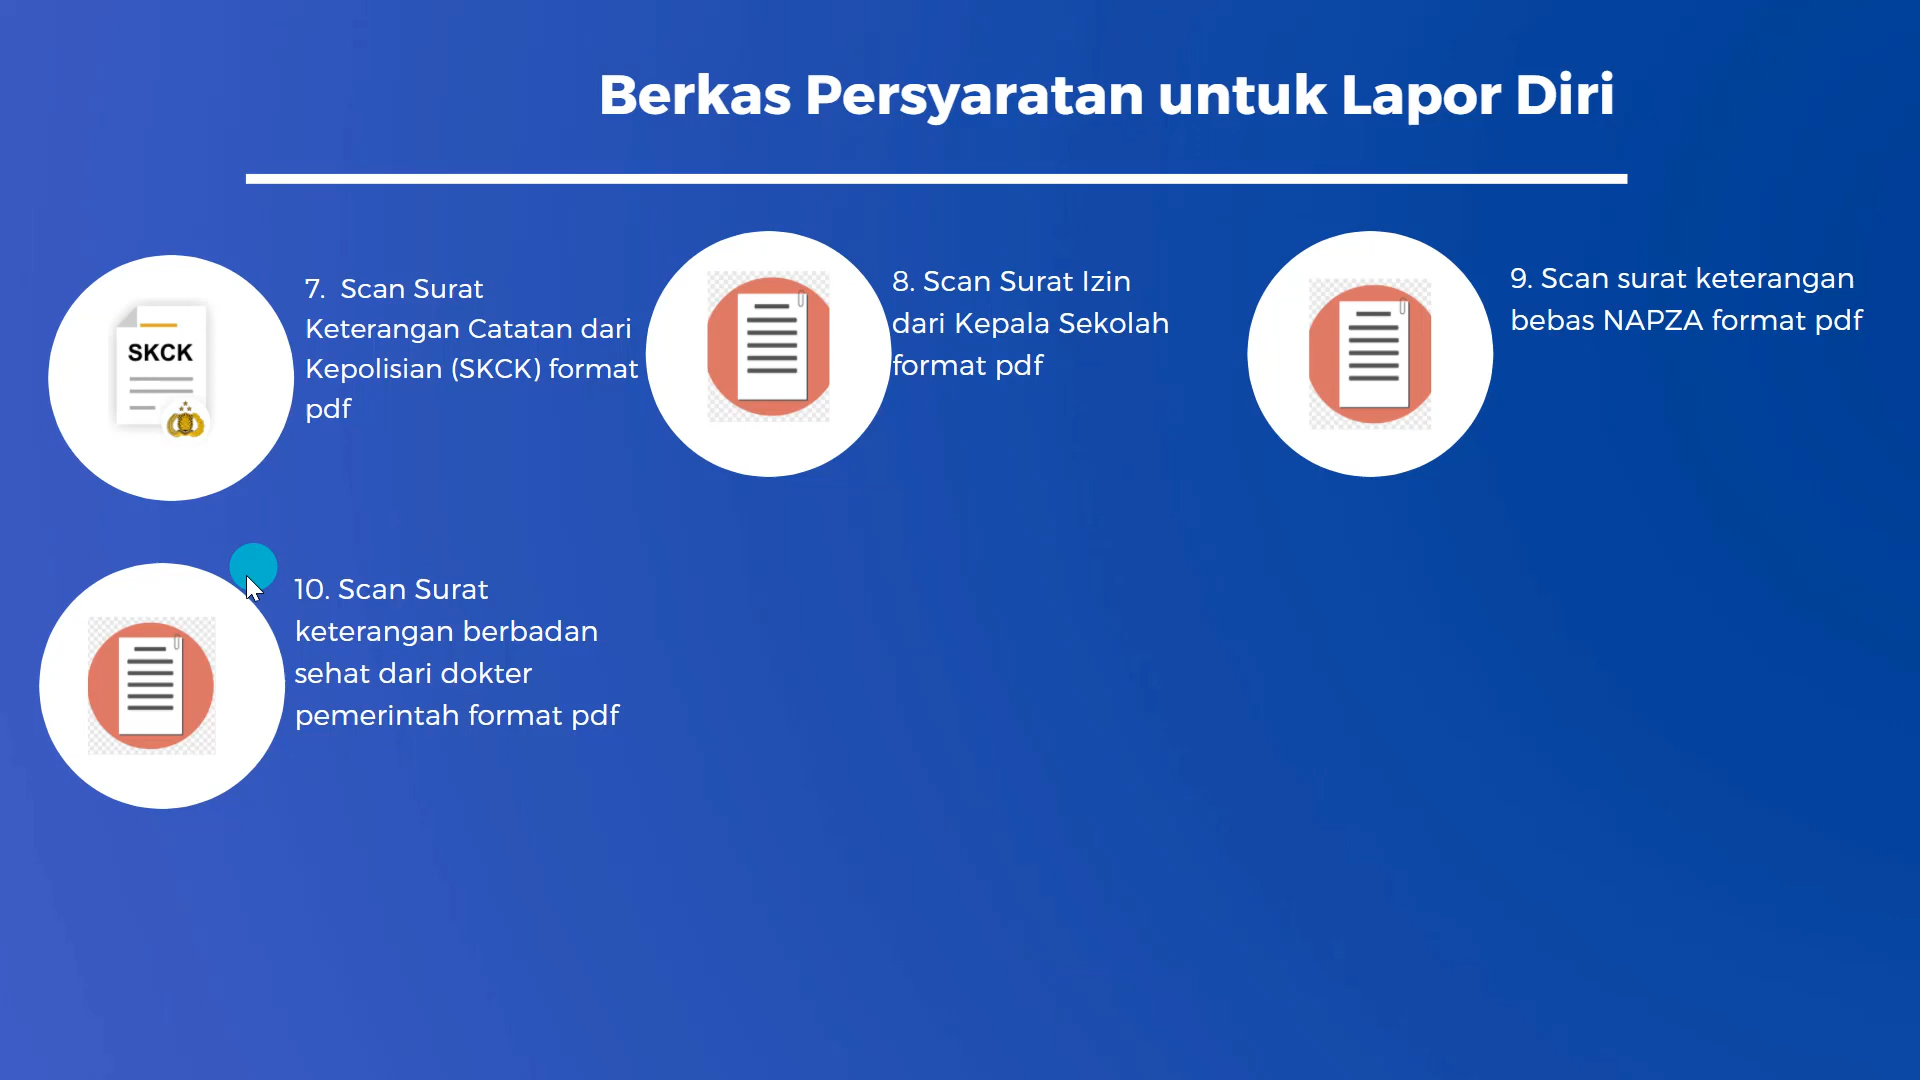 Berkas Persyaratan untuk Lapor Diri
SKCK
7. Scan Surat
Keterangan Catatan dari
Kepolisian (SKCK) format
pdf
8. Scan Surat Izin
dari Kepala Sekolah
format pdf
9. Scan surat keterangan
bebas NAPZA format pdf
10. Scan Surat
keterangan berbadan
sehat dari dokter
pemerintah format pdf